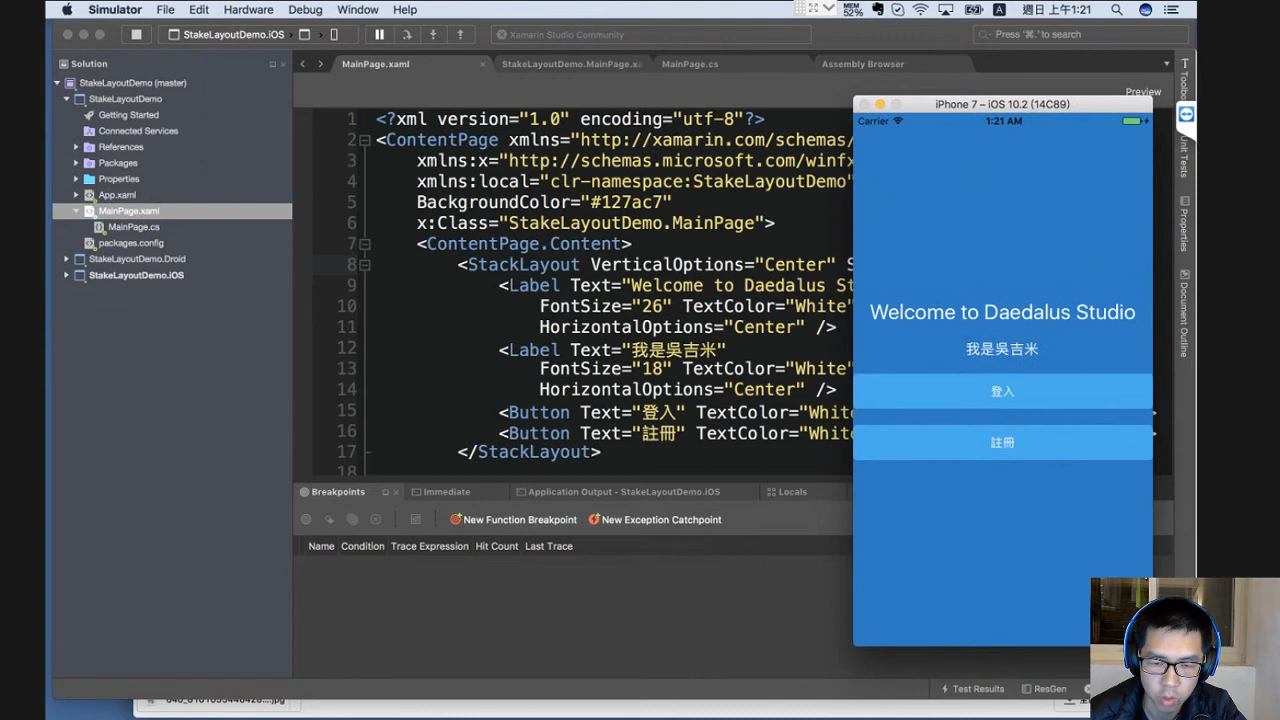 Simulator File Edit Hardware Debug Window Help
MEM 52%
A
週日 上午1:21
StakeLayoutDemo.iOS
Xamarin Studio Community
Press '⌘.' to search
Solution
MainPage.xaml
StakeLayoutDemo.MainPage.xa
MainPage.cs
Assembly Browser
StakeLayoutDemo (master)
StakeLayoutDemo
Getting Started
Connected Services
References
Packages
Properties
App.xaml
MainPage.xaml
MainPage.cs
packages.config
StakeLayoutDemo.Droid
StakeLayoutDemo.iOS
Preview
1 <?xml version="1.0" encoding="utf-8"?>
2 <ContentPage xmlns="http://xamarin.com/schemas/
3 xmlns:x="http://schemas.microsoft.com/winfx
4 xmlns:local="clr-namespace:StakeLayoutDemo"
5 BackgroundColor="#127ac7"
6 x:Class="StakeLayoutDemo.MainPage">
7 <ContentPage.Content>
8 <StackLayout VerticalOptions="Center" S
9 <Label Text="Welcome to Daedalus St
10 FontSize="26" TextColor="White"
11 HorizontalOptions="Center" />
12 <Label Text="我是吳吉米"
13 FontSize="18" TextColor="White"
14 HorizontalOptions="Center" />
15 <Button Text="登入" TextColor="Whit
16 <Button Text="註冊" TextColor="Whit
17 </StackLayout>
18
iPhone 7 – iOS 10.2 (14C89)
Carrier 1:21 AM
Welcome to Daedalus Studio
我是吳吉米
登入
註冊
Unit Tests
Properties
Document Outline
Breakpoints
Immediate
Application Output - StakeLayoutDemo.iOS
Locals
New Function Breakpoint
New Exception Catchpoint
Name Condition Trace Expression Hit Count Last Trace
Test Results
ResGen